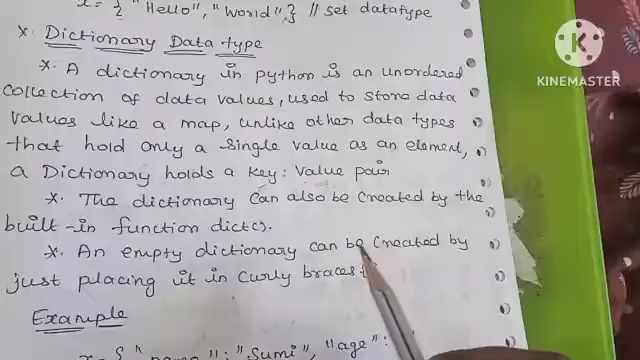 x = { "Hello", "World",} // set datatype
* Dictionary Data type
* A dictionary in python is an unordered
collection of data values, used to store data
values like a map, unlike other data types
that hold only a single value as an element,
a Dictionary holds a key: value pair
* The dictionary can also be created by the
built-in function dict().
* An empty dictionary can be created by
just placing it in curly braces
Example
x = { "name": "Sumi", "age":
K
KINEMASTER